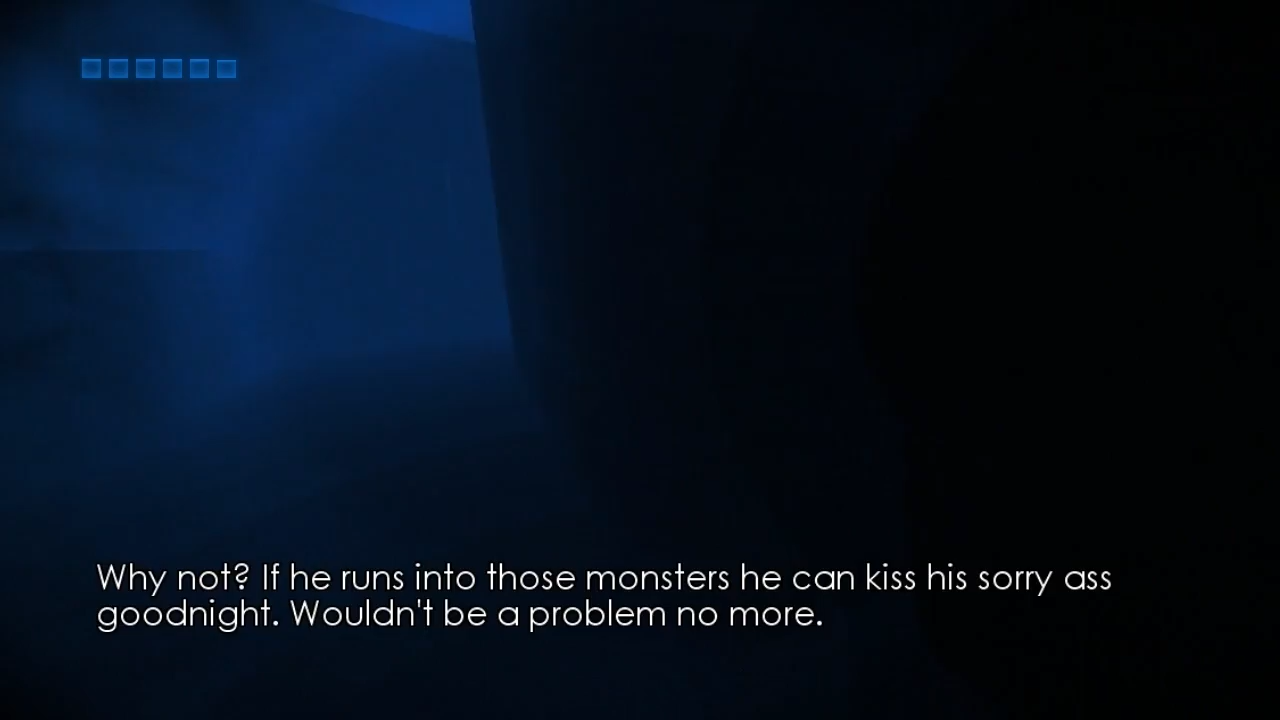 Why not? If he runs into those monsters he can kiss his sorry ass
goodnight. Wouldn't be a problem no more.